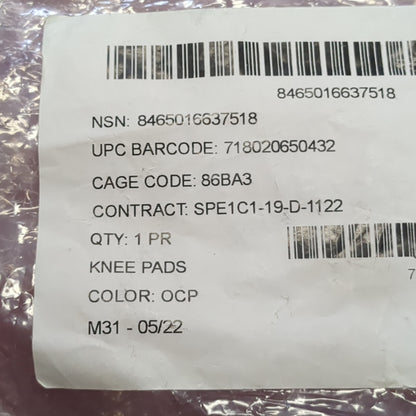 8465016637518
NSN: 8465016637518
UPC BARCODE: 718020650432
CAGE CODE: 86BA3
CONTRACT: SPE1C1-19-D-1122
QTY: 1 PR
7
KNEE PADS
COLOR: OCP
M31 - 05/22